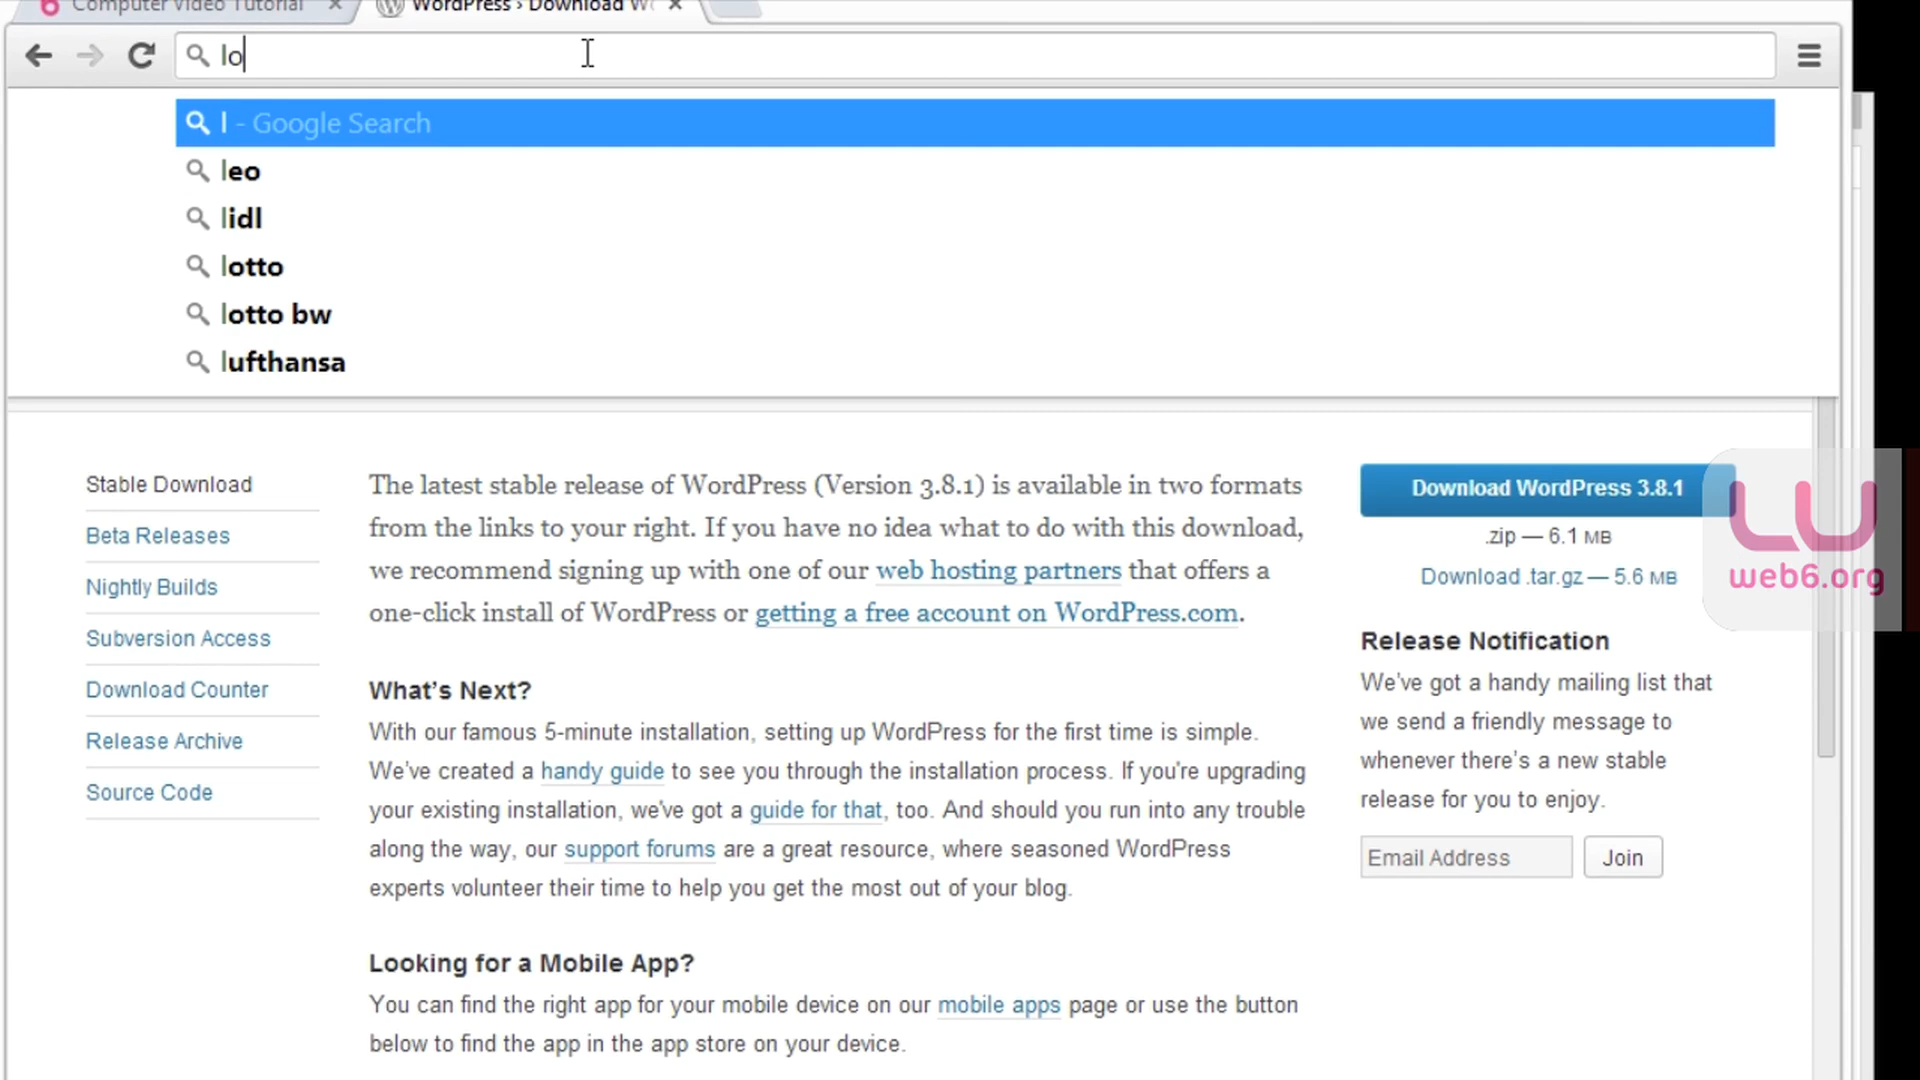 Computer Video Tutorial
WordPress › Download W
lo
l - Google Search
leo
lidl
lotto
lotto bw
lufthansa
Stable Download
Beta Releases
Nightly Builds
Subversion Access
Download Counter
Release Archive
Source Code
The latest stable release of WordPress (Version 3.8.1) is available in two formats
from the links to your right. If you have no idea what to do with this download,
we recommend signing up with one of our web hosting partners that offers a
one-click install of WordPress or getting a free account on WordPress.com.
What's Next?
With our famous 5-minute installation, setting up WordPress for the first time is simple.
We've created a handy guide to see you through the installation process. If you're upgrading
your existing installation, we've got a guide for that, too. And should you run into any trouble
along the way, our support forums are a great resource, where seasoned WordPress
experts volunteer their time to help you get the most out of your blog.
Looking for a Mobile App?
You can find the right app for your mobile device on our mobile apps page or use the button
below to find the app in the app store on your device.
Download WordPress 3.8.1
.zip — 6.1 MB
Download .tar.gz — 5.6 MB
web6.org
Release Notification
We've got a handy mailing list that
we send a friendly message to
whenever there's a new stable
release for you to enjoy.
Email Address
Join